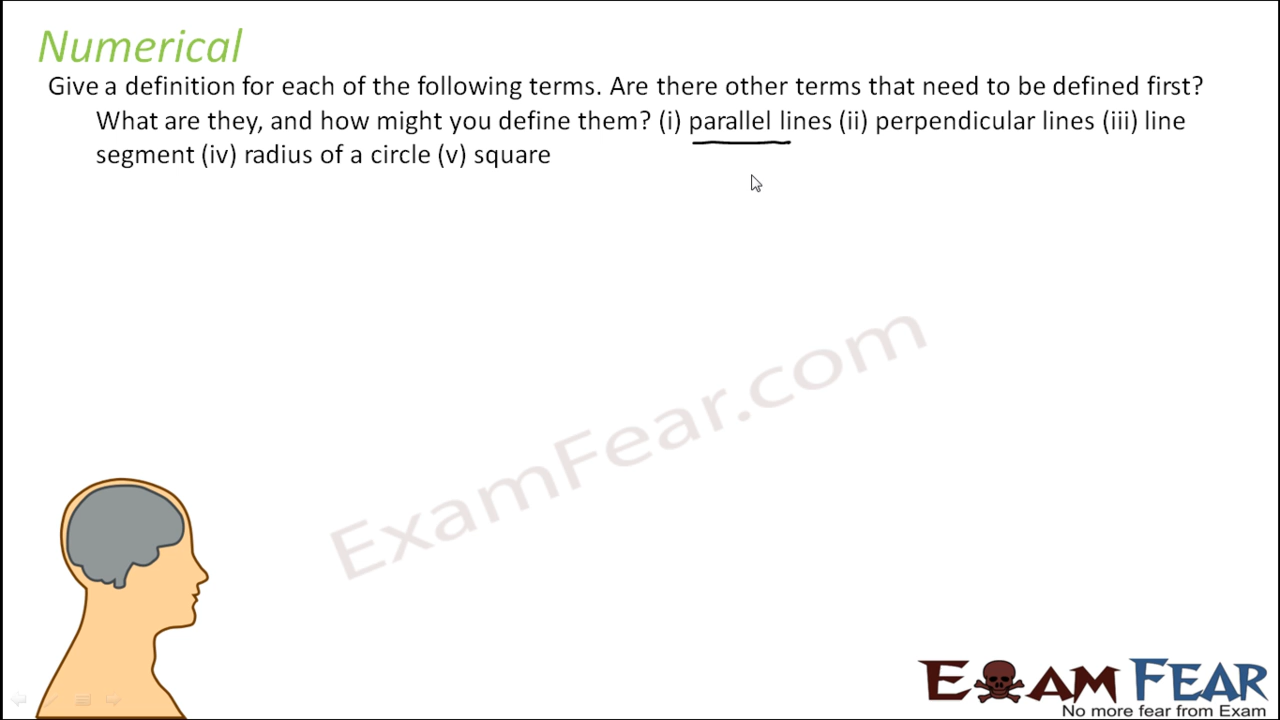 Numerical
Give a definition for each of the following terms. Are there other terms that need to be defined first?
What are they, and how might you define them? (i) parallel lines (ii) perpendicular lines (iii) line
segment (iv) radius of a circle (v) square
ExamFear.com
EXAM FEAR
No more fear from Exam